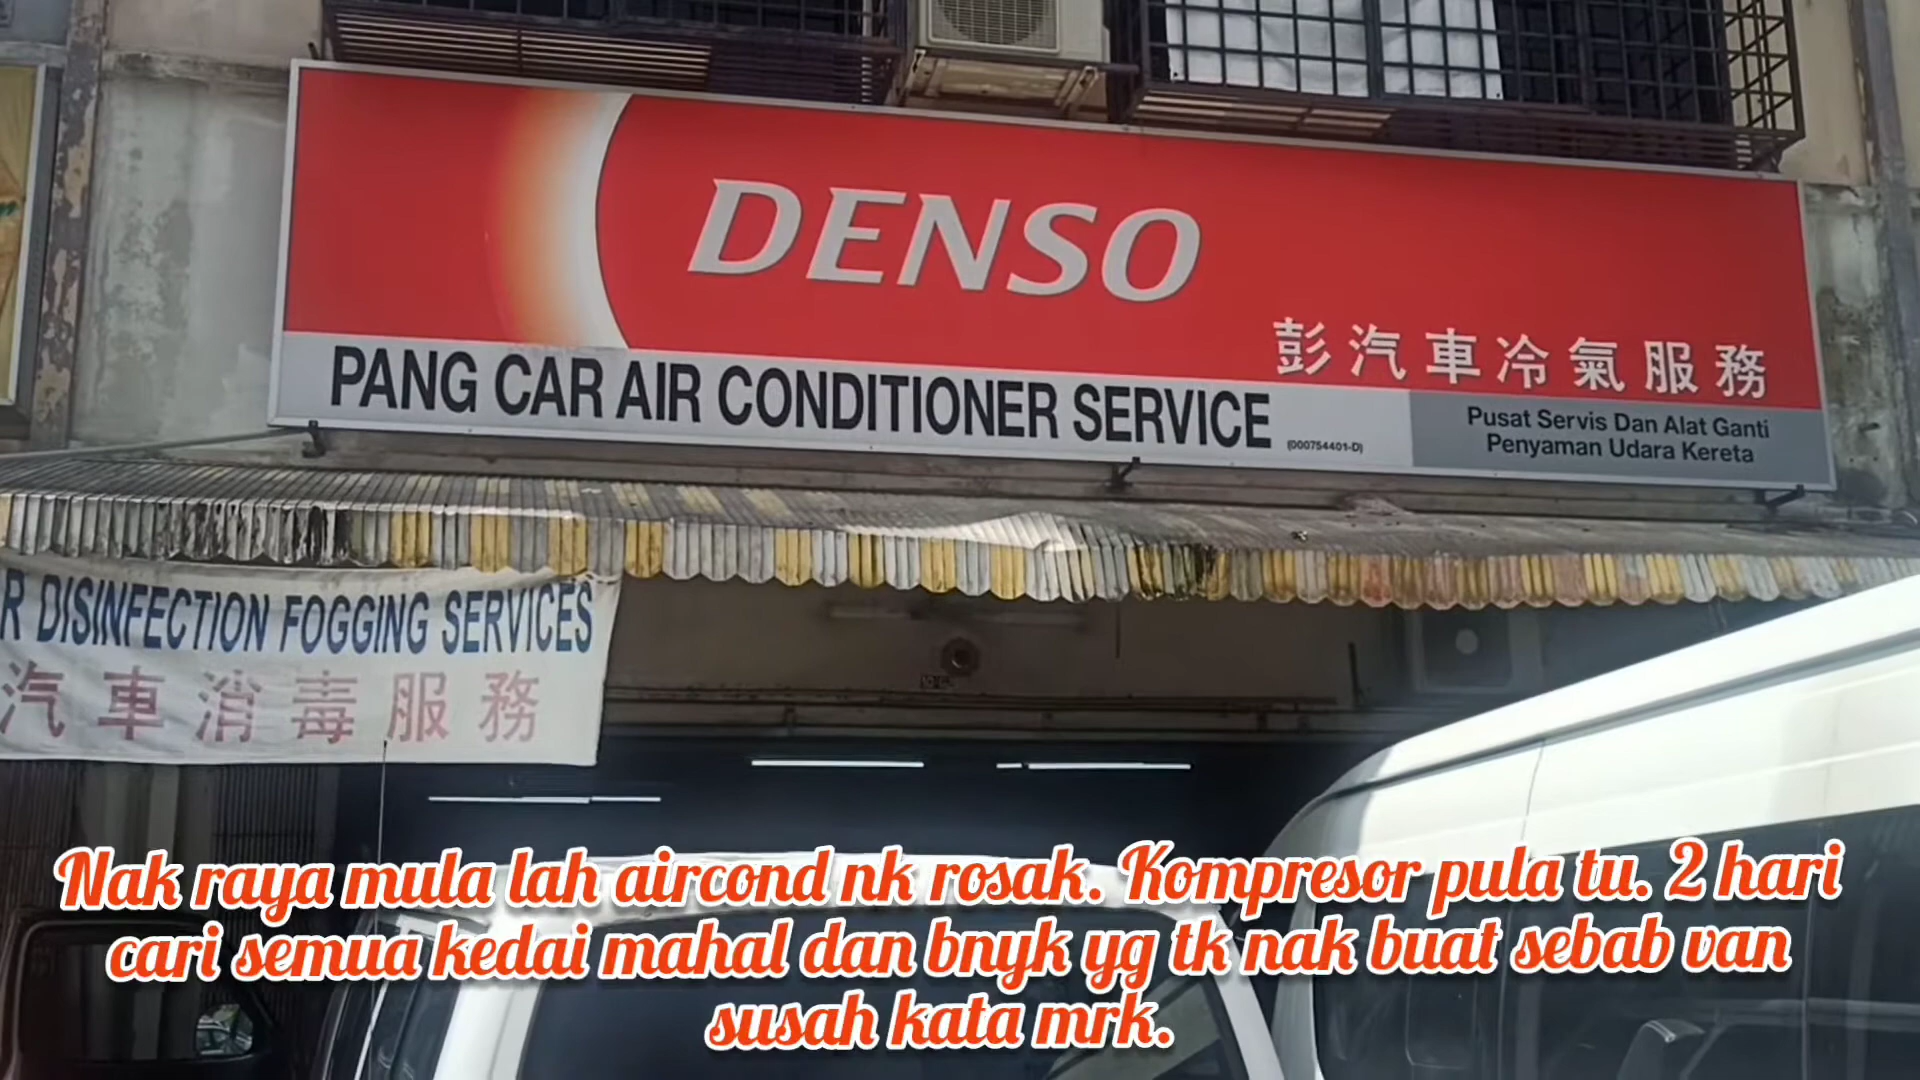 DENSO
彭汽車冷氣服務
PANG CAR AIR CONDITIONER SERVICE
(000754401-D)
Pusat Servis Dan Alat Ganti
Penyaman Udara Kereta
R DISINFECTION FOGGING SERVICES
汽車消毒服務
Nak raya mula lah aircond nk rosak. Kompresor pula tu. 2 hari
cari semua kedai mahal dan bnyk yg tk nak buat sebab van
susah kata mrk.